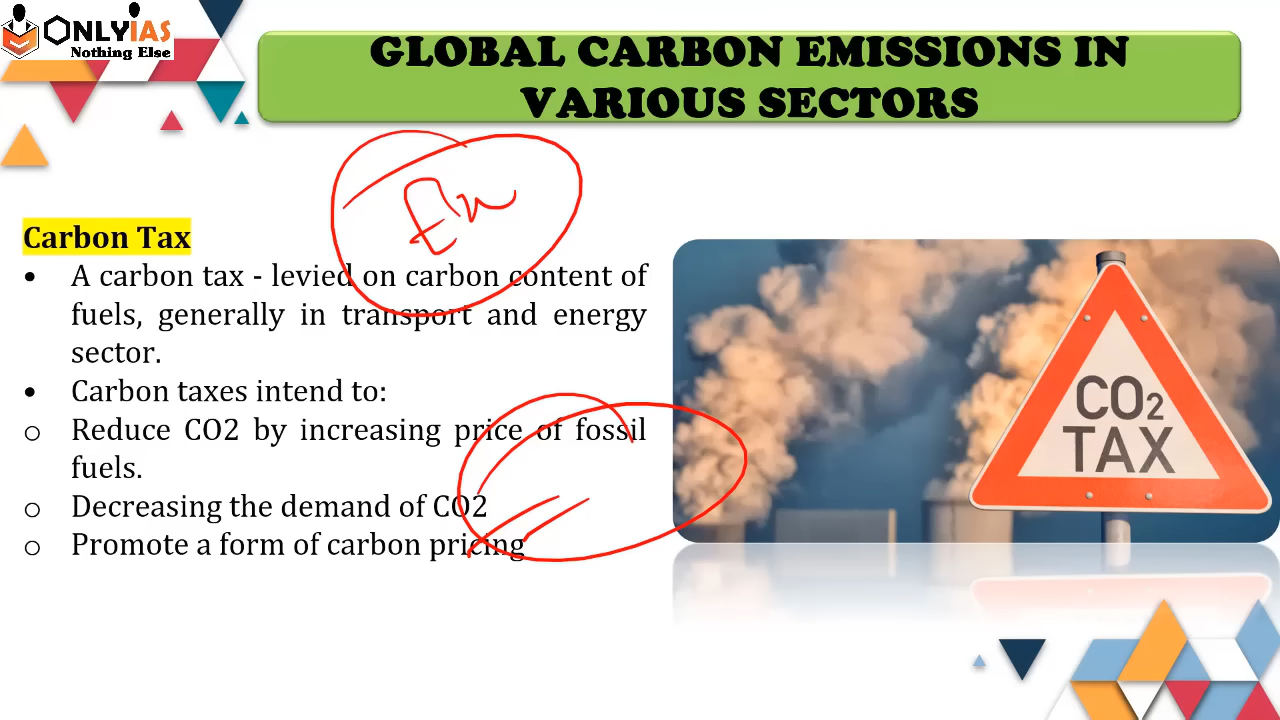 ONLYIAS
Nothing Else
GLOBAL CARBON EMISSIONS IN
VARIOUS SECTORS
Carbon Tax
• A carbon tax - levied on carbon content of
fuels, generally in transport and energy
sector.
• Carbon taxes intend to:
o Reduce CO2 by increasing price of fossil
fuels.
o Decreasing the demand of CO2
o Promote a form of carbon pricing
CO2
TAX